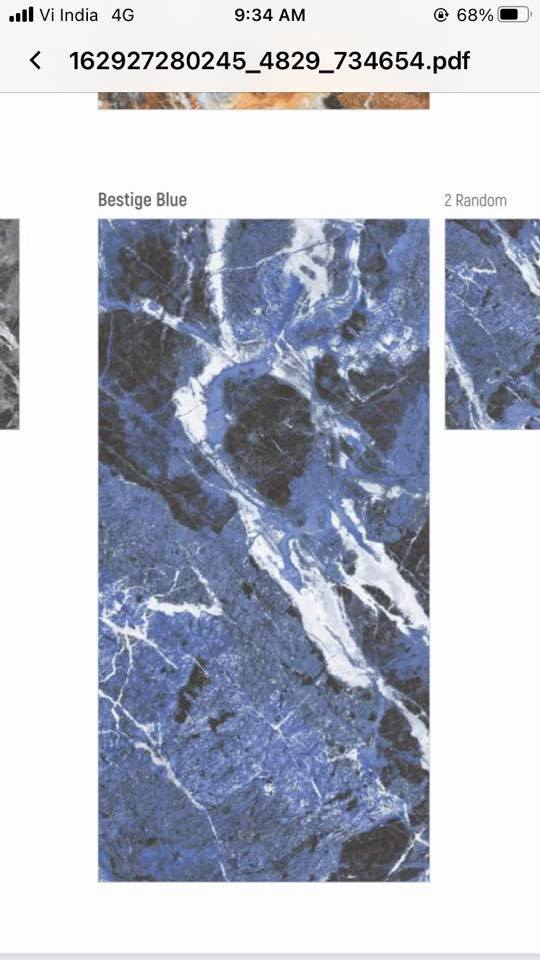 Vi India 4G
9:34 AM
68%
162927280245_4829_734654.pdf
Bestige Blue
2 Random